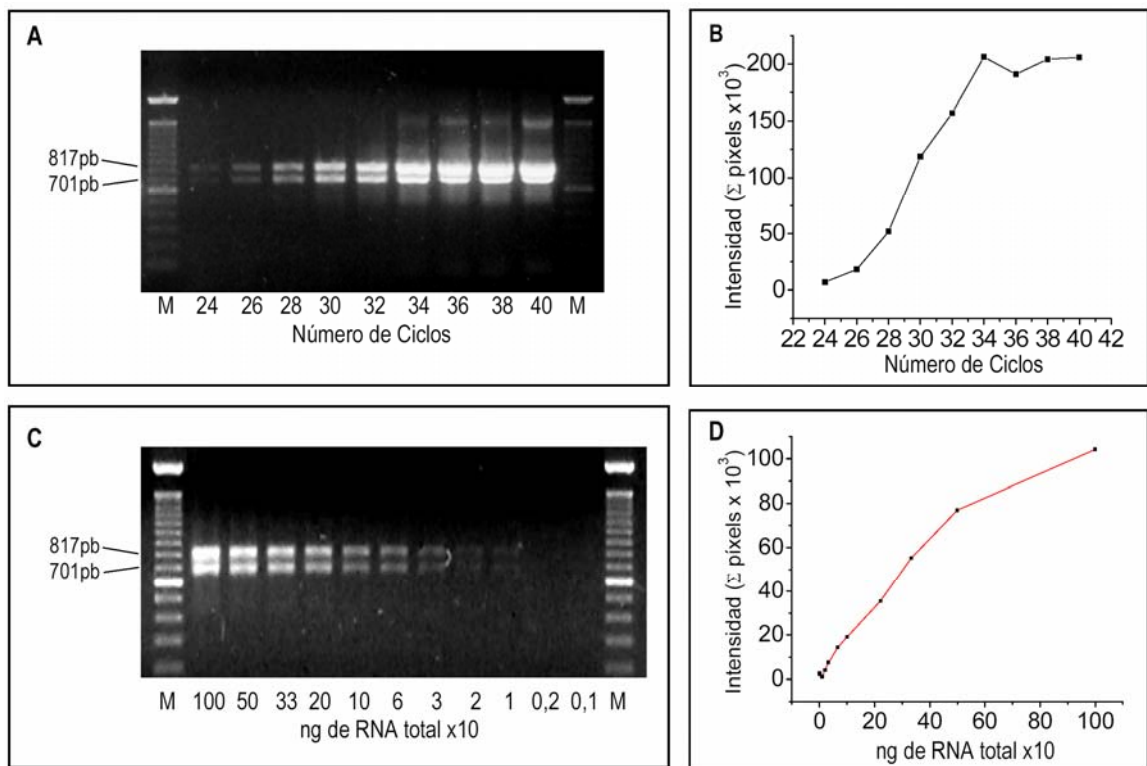 A
817pb
701pb
M 24 26 28 30 32 34 36 38 40 M
Número de Ciclos
B
Intensidad (Σ píxels x10³)
200
150
100
50
0
22 24 26 28 30 32 34 36 38 40 42
Número de Ciclos
C
817pb
701pb
M 100 50 33 20 10 6 3 2 1 0,2 0,1 M
ng de RNA total x10
D
Intensidad (Σ píxels x 10³)
100
80
60
40
20
0
0 20 40 60 80 100
ng de RNA total x10